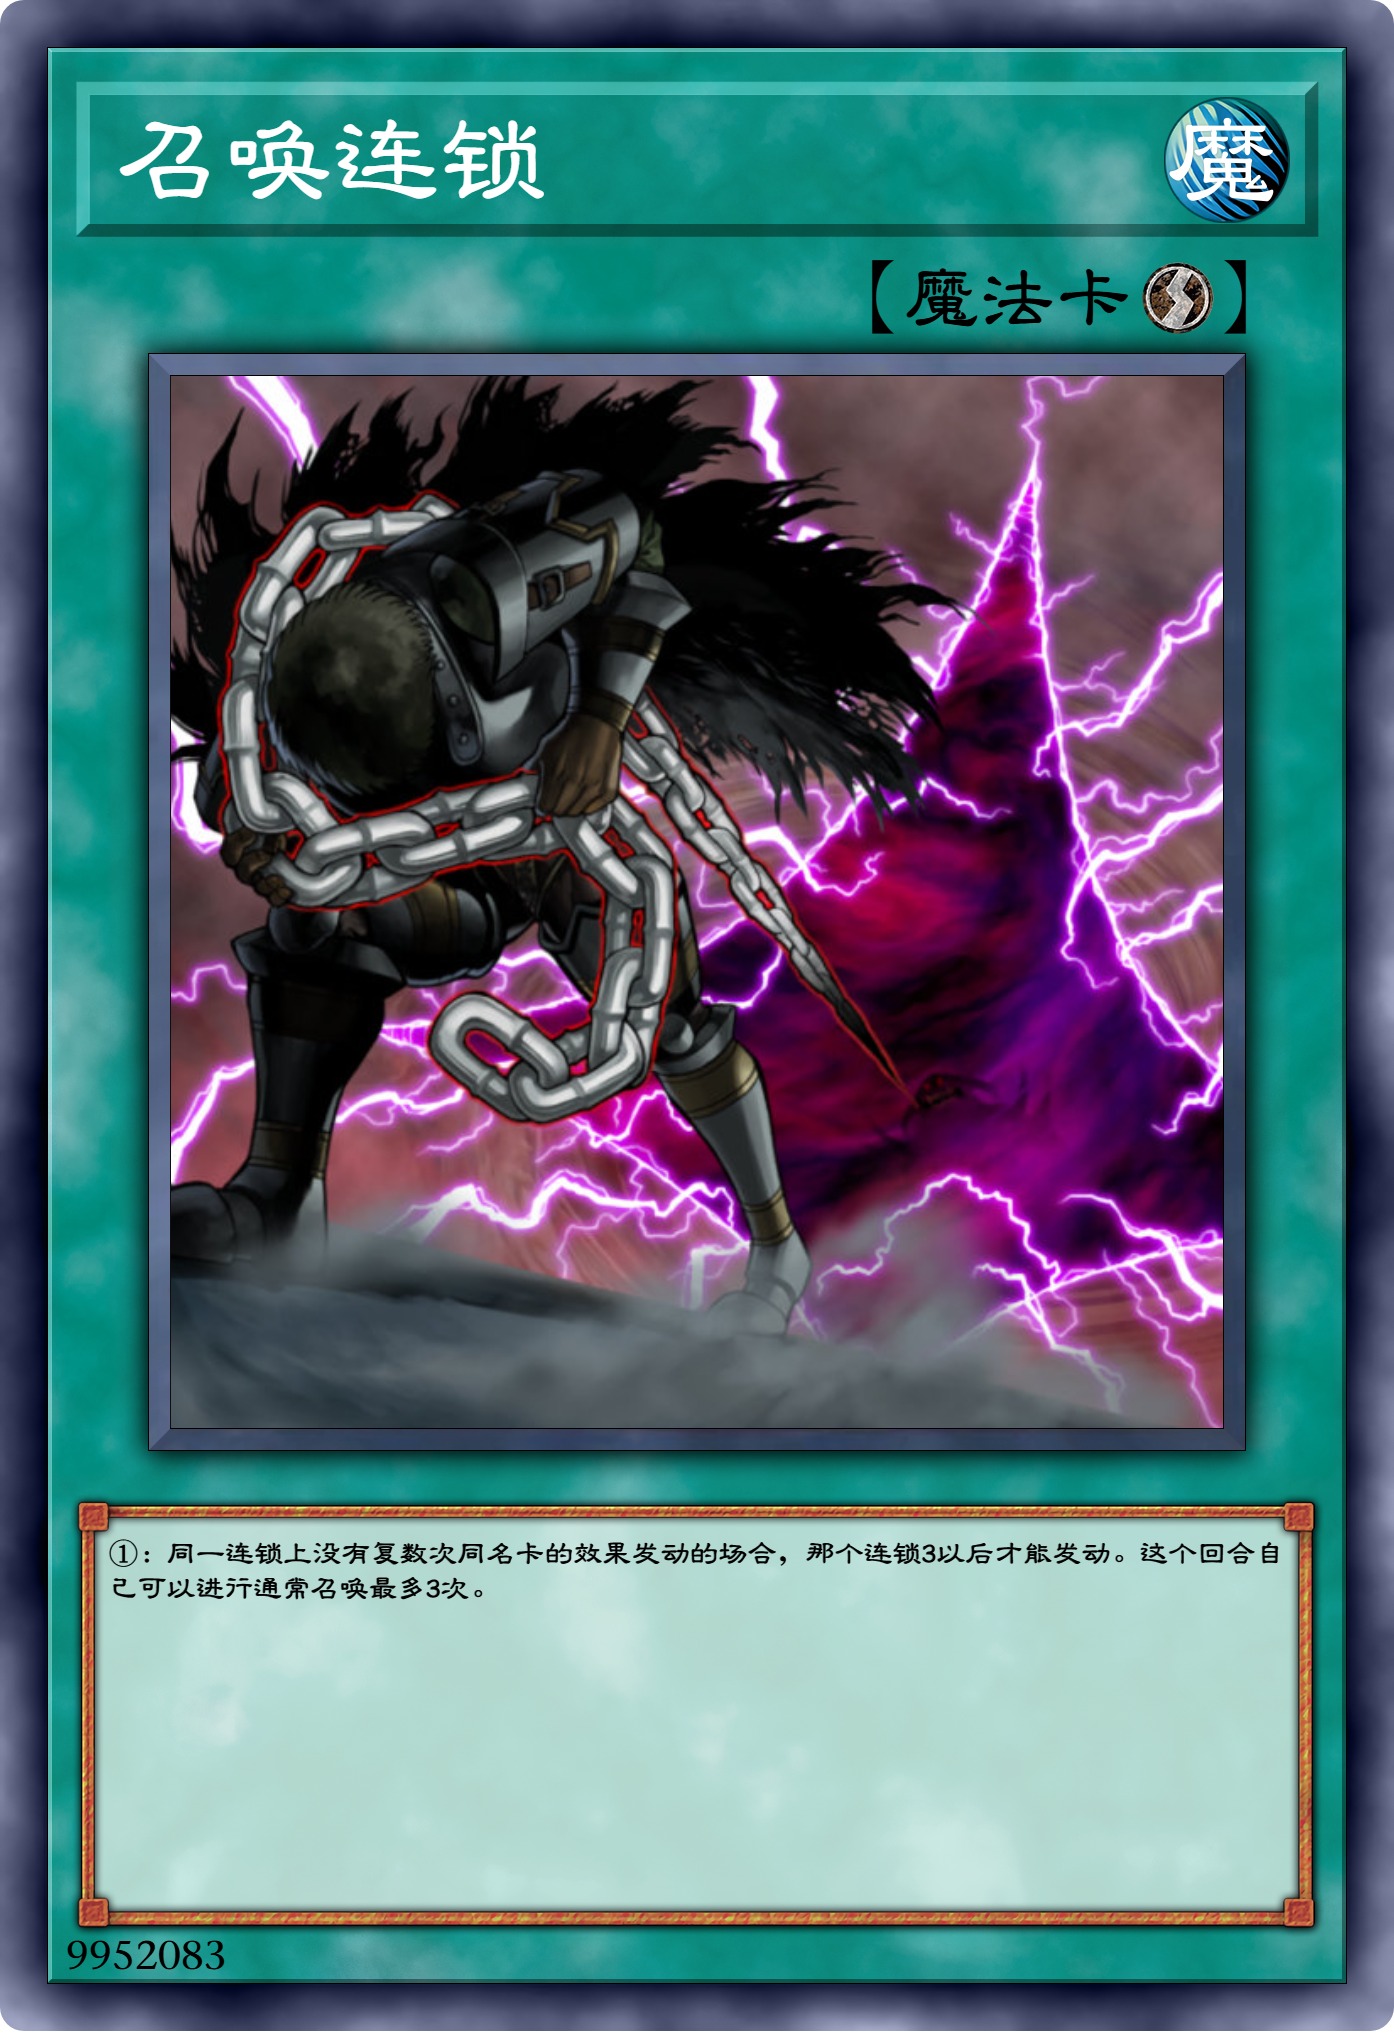 召唤连锁
魔
【魔法卡】
①：同一连锁上没有复数次同名卡的效果发动的场合，那个连锁3以后才能发动。这个回合自
己可以进行通常召唤最多3次。
9952083